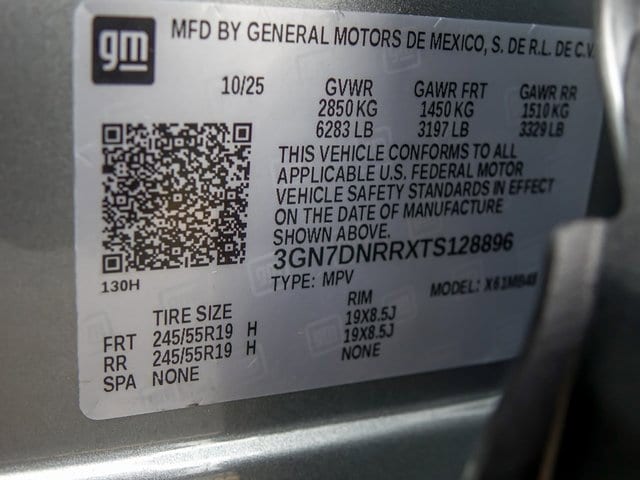 gm
MFD BY GENERAL MOTORS DE MEXICO, S. DE R.L. DE C.V.
10/25 GVWR GAWR FRT GAWR RR
2850 KG 1450 KG 1510 KG
6283 LB 3197 LB 3329 LB
THIS VEHICLE CONFORMS TO ALL
APPLICABLE U.S. FEDERAL MOTOR
VEHICLE SAFETY STANDARDS IN EFFECT
ON THE DATE OF MANUFACTURE
SHOWN ABOVE.
3GN7DNRRXTS128896
130H
TYPE: MPV MODEL: X61MB48
TIRE SIZE RIM
FRT 245/55R19 H 19X8.5J
RR 245/55R19 H 19X8.5J
SPA NONE NONE